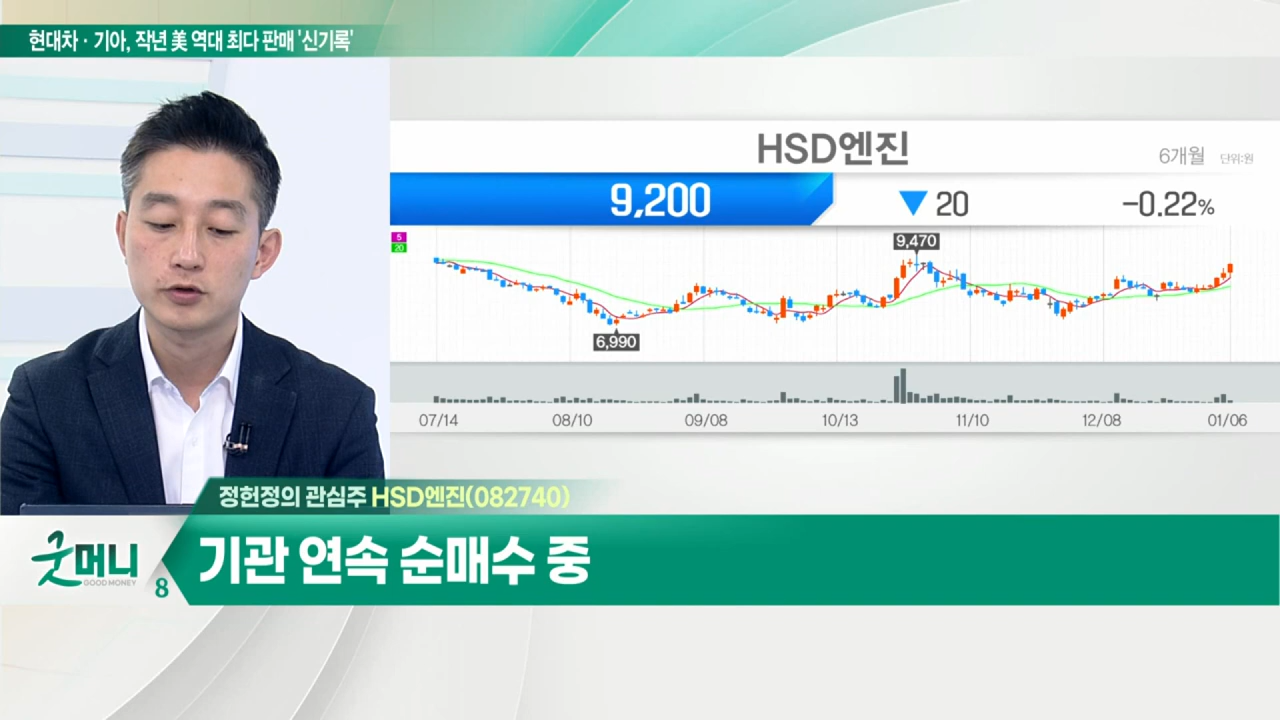 현대차·기아, 작년 美 역대 최다 판매 '신기록'
HSD엔진
6개월 단위:원
9,200 ▼ 20 -0.22%
5
20
9,470
6,990
07/14 08/10 09/08 10/13 11/10 12/08 01/06
정헌정의 관심주 HSD엔진(082740)
굿머니
GOOD MONEY
8
기관 연속 순매수 중